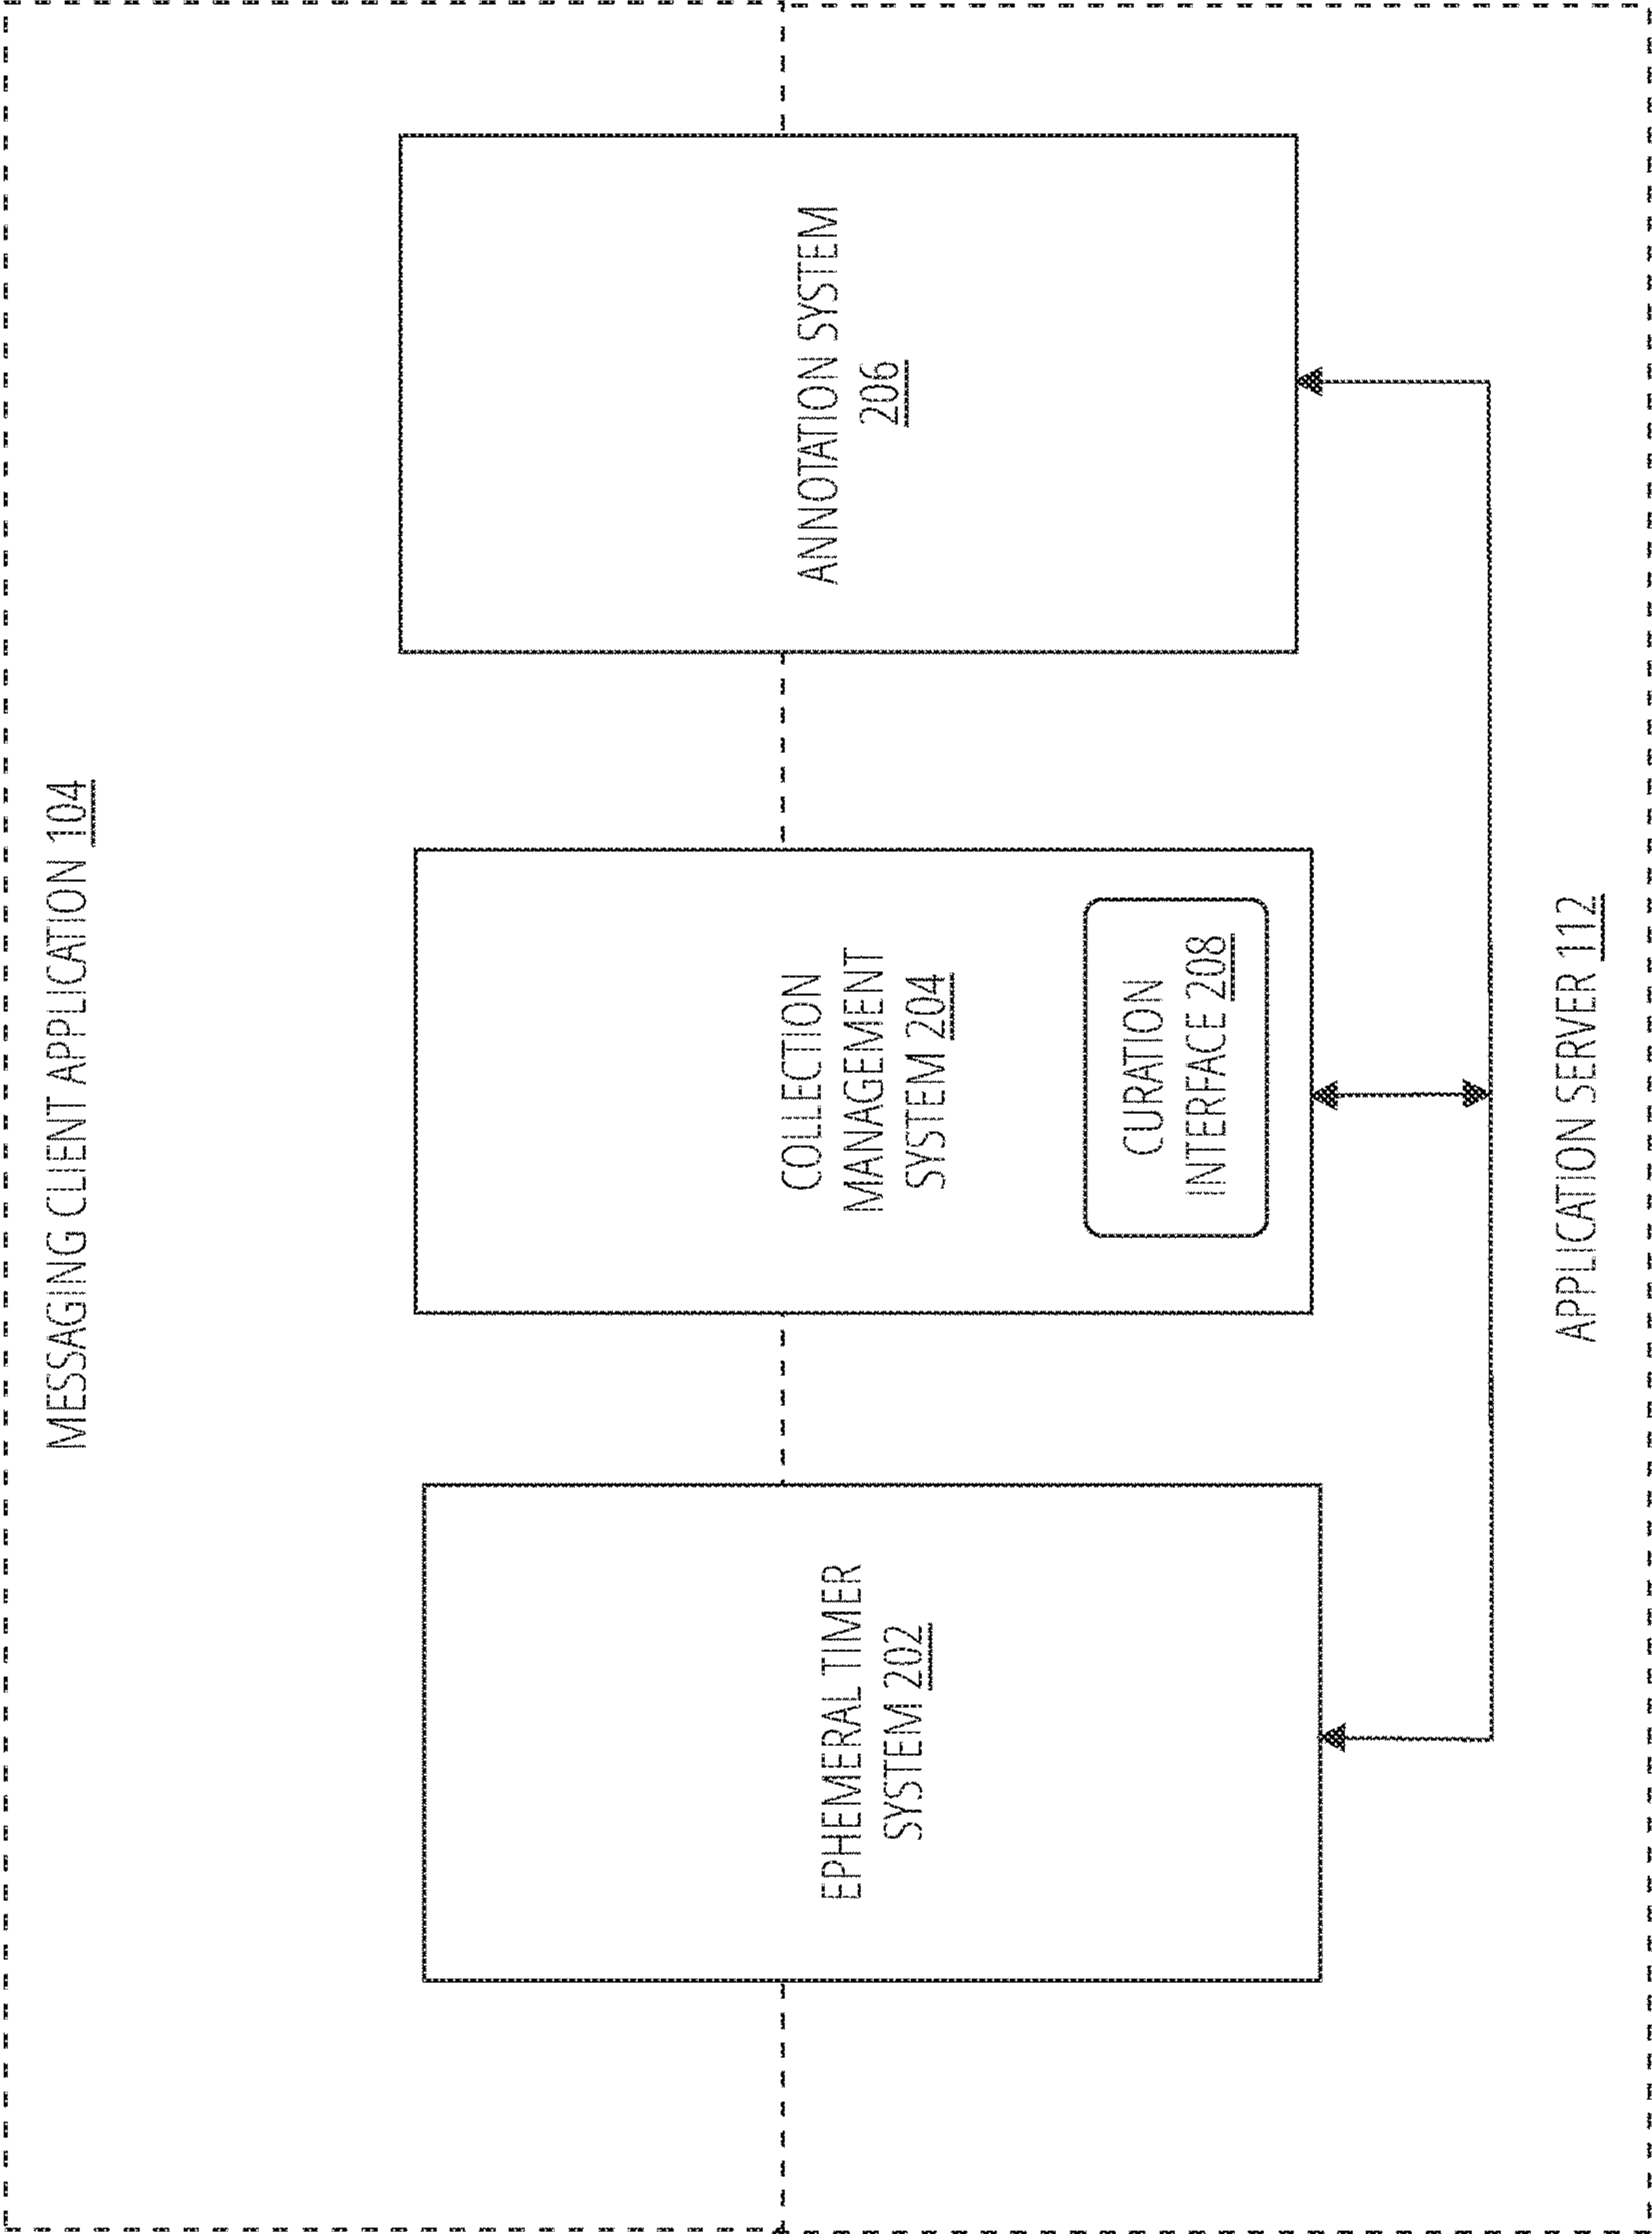 MESSAGING CLIENT APPLICATION 104
EPHEMERAL TIMER
SYSTEM 202
COLLECTION
MANAGEMENT
SYSTEM 204
CURATION
INTERFACE 208
ANNOTATION SYSTEM
206
APPLICATION SERVER 112